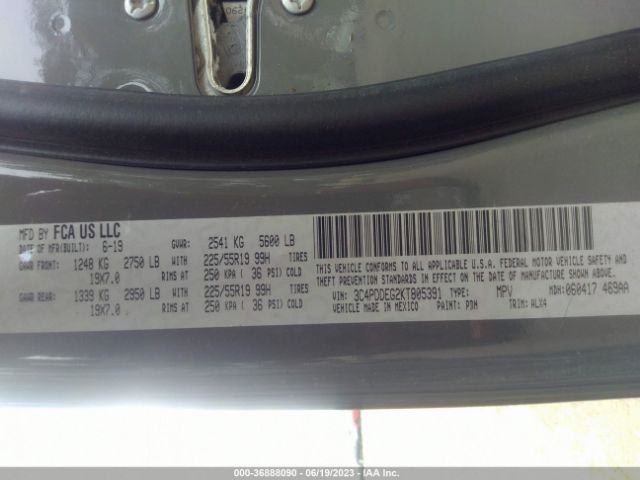 MFD BY FCA US LLC
DATE OF MFR(BUILT): 6-19 GVWR: 2541 KG 5600 LB
GAWR FRONT: 1248 KG 2750 LB 225/55R19 99H TIRES
19X7.0 RIMS AT 250 KPA ( 36 PSI) COLD
GAWR REAR: 1339 KG 2950 LB 225/55R19 99H TIRES
19X7.0 RIMS AT 250 KPA ( 36 PSI) COLD
THIS VEHICLE CONFORMS TO ALL APPLICABLE U.S.A. FEDERAL MOTOR VEHICLE SAFETY AND
THEFT PREVENTION STANDARDS IN EFFECT ON THE DATE OF MANUFACTURE SHOWN ABOVE.
VIN: 3C4PDDEG2KT805391 TYPE: MPV MDH:060417 469AA
VEHICLE MADE IN MEXICO PAINT: PDN TRIM: ALX4
000-36888090 - 06/19/2023 - IAA Inc.